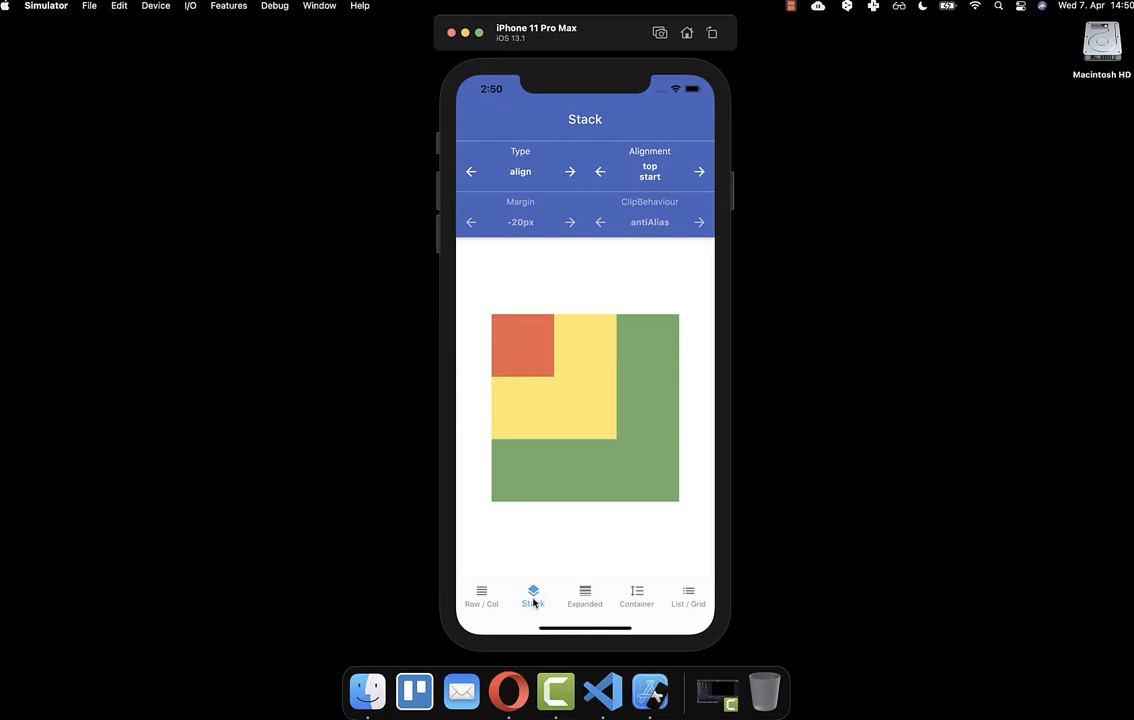 Simulator File Edit Device I/O Features Debug Window Help
Wed 7. Apr 14:50
iPhone 11 Pro Max
iOS 13.1
Macintosh HD
2:50
Stack
Type Alignment
align top
start
Margin ClipBehaviour
-20px antiAlias
Row / Col Stack Expanded Container List / Grid